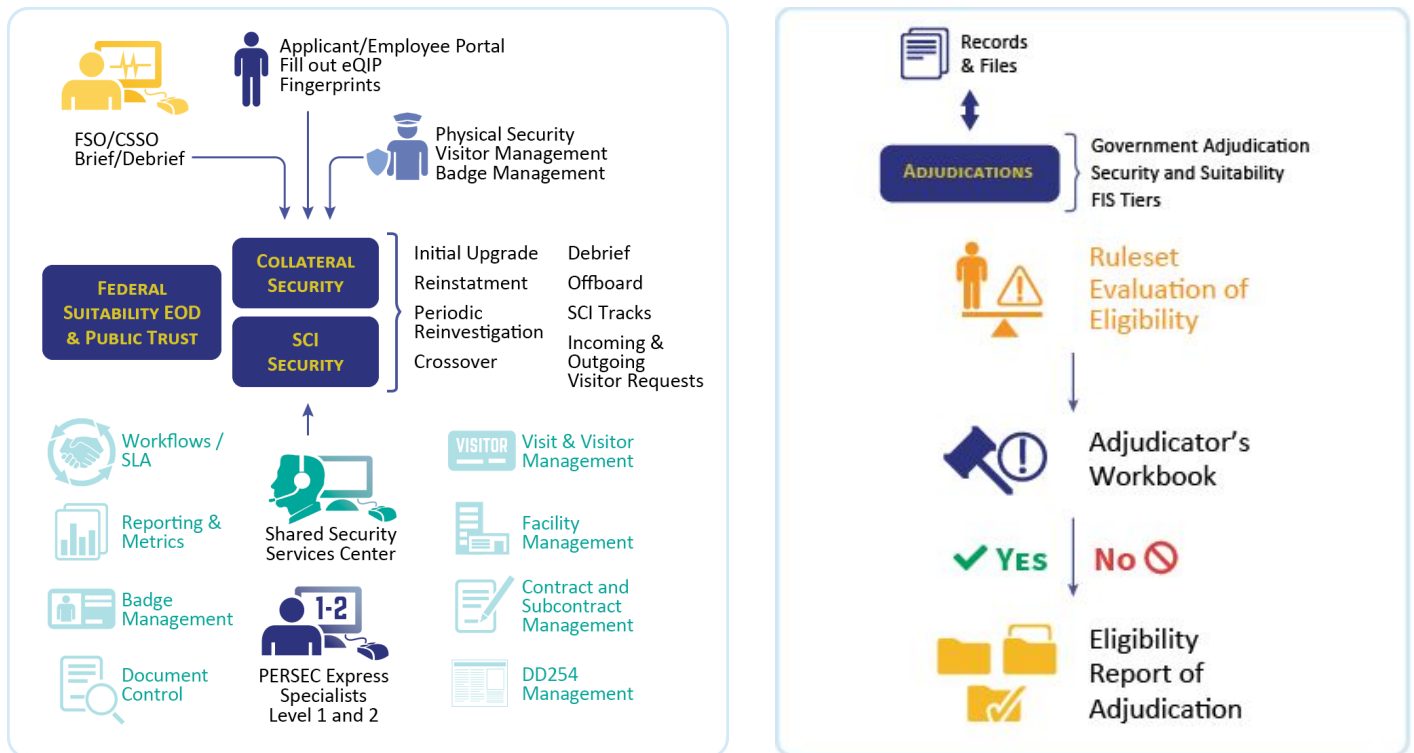 Applicant/Employee Portal
Fill out eQIP
Fingerprints
FSO/CSSO
Brief/Debrief
Physical Security
Visitor Management
Badge Management
Federal
Suitability EOD
& Public Trust
Collateral
Security
SCI
Security
Initial Upgrade
Reinstatment
Periodic
Reinvestigation
Crossover
Debrief
Offboard
SCI Tracks
Incoming &
Outgoing
Visitor Requests
Workflows /
SLA
Reporting &
Metrics
Badge
Management
Document
Control
Shared Security
Services Center
1-2
PERSEC Express
Specialists
Level 1 and 2
VISITOR
Visit & Visitor
Management
Facility
Management
Contract and
Subcontract
Management
DD254
Management
Records
& Files
Adjudications
Government Adjudication
Security and Suitability
FIS Tiers
Ruleset
Evaluation of
Eligibility
Adjudicator’s
Workbook
Yes
No
Eligibility
Report of
Adjudication